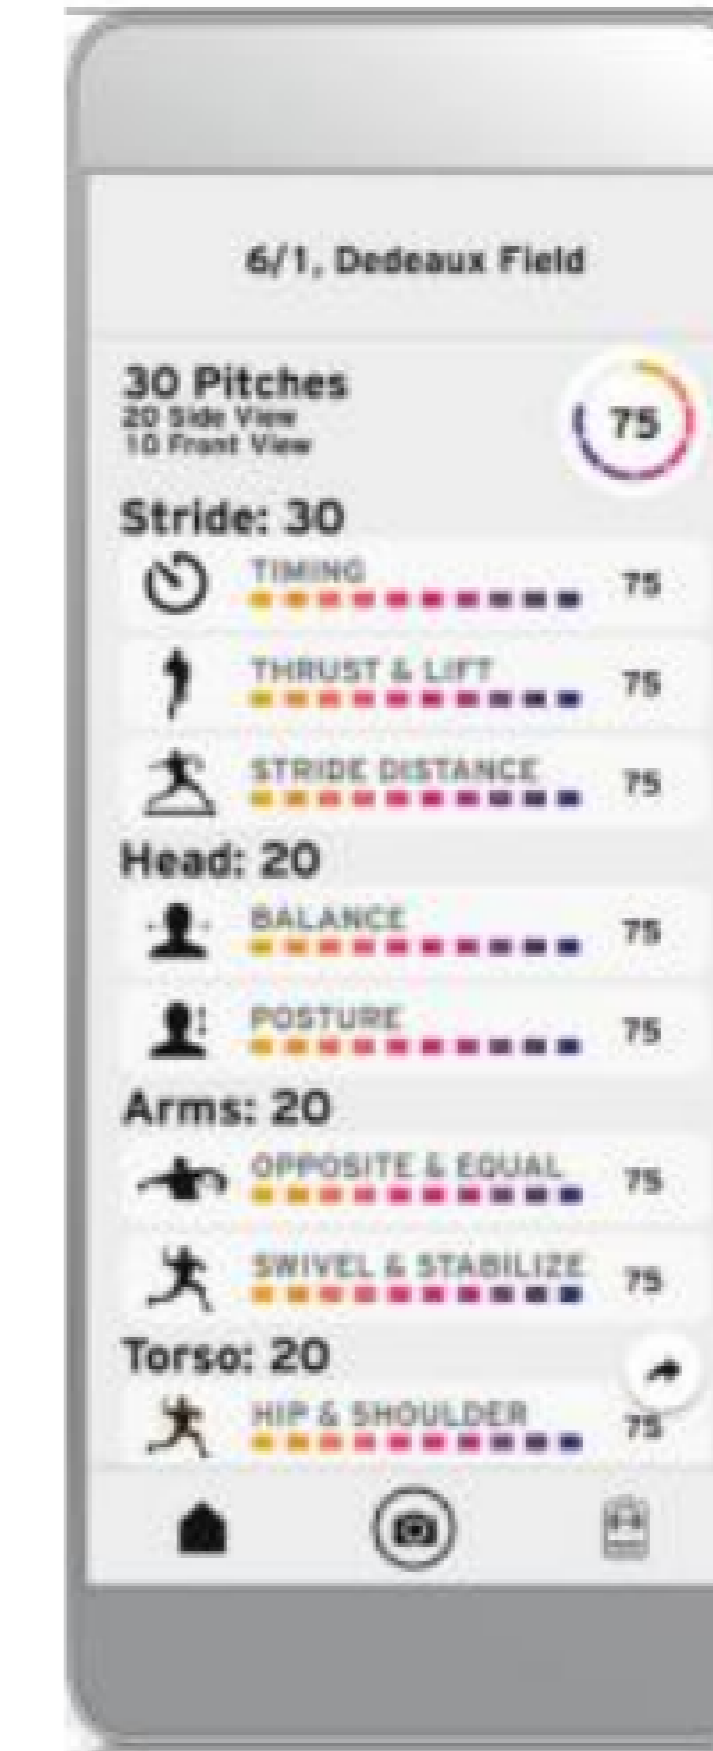 6/1, Dedeaux Field
30 Pitches
20 Side View
10 Front View
75
Stride: 30
TIMING
75
THRUST & LIFT
75
STRIDE DISTANCE
75
Head: 20
BALANCE
75
POSTURE
75
Arms: 20
OPPOSITE & EQUAL
75
SWIVEL & STABILIZE
75
Torso: 20
HIP & SHOULDER
75